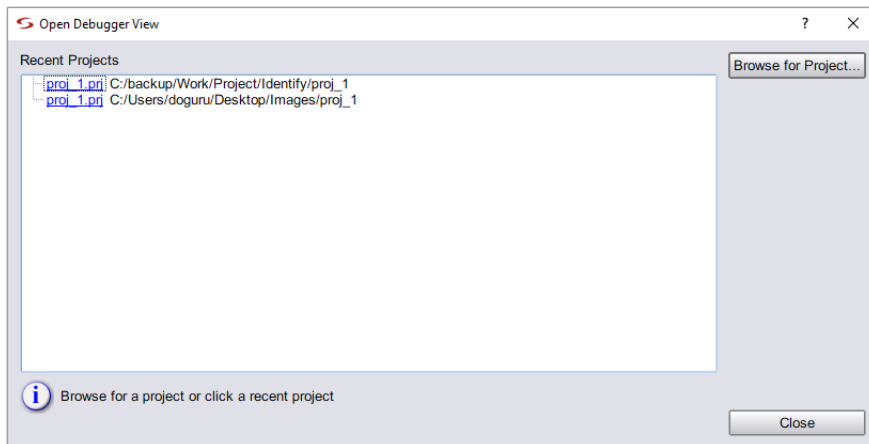 Open Debugger View
Recent Projects
Browse for Project...
proj_1.prj C:/backup/Work/Project/Identify/proj_1
proj_1.prj C:/Users/doguru/Desktop/Images/proj_1
Browse for a project or click a recent project
Close